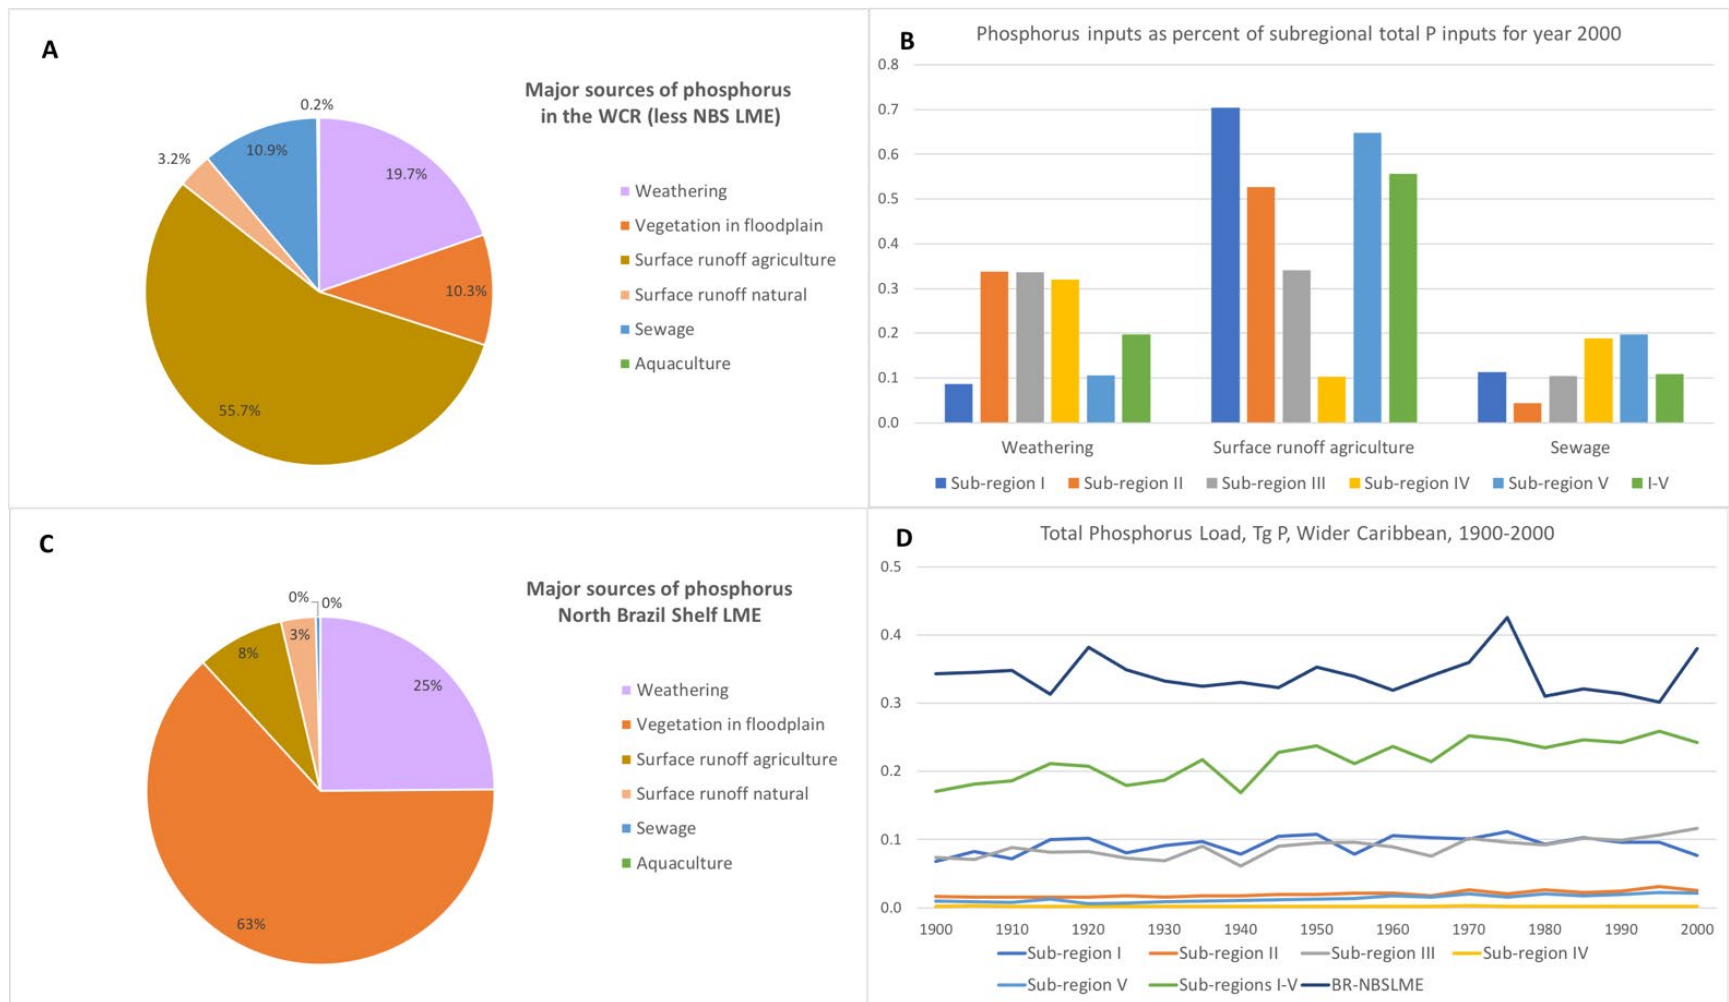 A
Major sources of phosphorus
in the WCR (less NBS LME)
0.2%
10.9%
3.2%
19.7%
10.3%
55.7%
Weathering
Vegetation in floodplain
Surface runoff agriculture
Surface runoff natural
Sewage
Aquaculture
B
Phosphorus inputs as percent of subregional total P inputs for year 2000
0.8
0.7
0.6
0.5
0.4
0.3
0.2
0.1
0.0
Weathering Surface runoff agriculture Sewage
Sub-region I Sub-region II Sub-region III Sub-region IV Sub-region V I-V
C
Major sources of phosphorus
North Brazil Shelf LME
0% 0%
3%
8%
25%
63%
Weathering
Vegetation in floodplain
Surface runoff agriculture
Surface runoff natural
Sewage
Aquaculture
D
Total Phosphorus Load, Tg P, Wider Caribbean, 1900-2000
0.5
0.4
0.3
0.2
0.1
0.0
1900 1910 1920 1930 1940 1950 1960 1970 1980 1990 2000
Sub-region I Sub-region II Sub-region III Sub-region IV
Sub-region V Sub-regions I-V BR-NBSLME